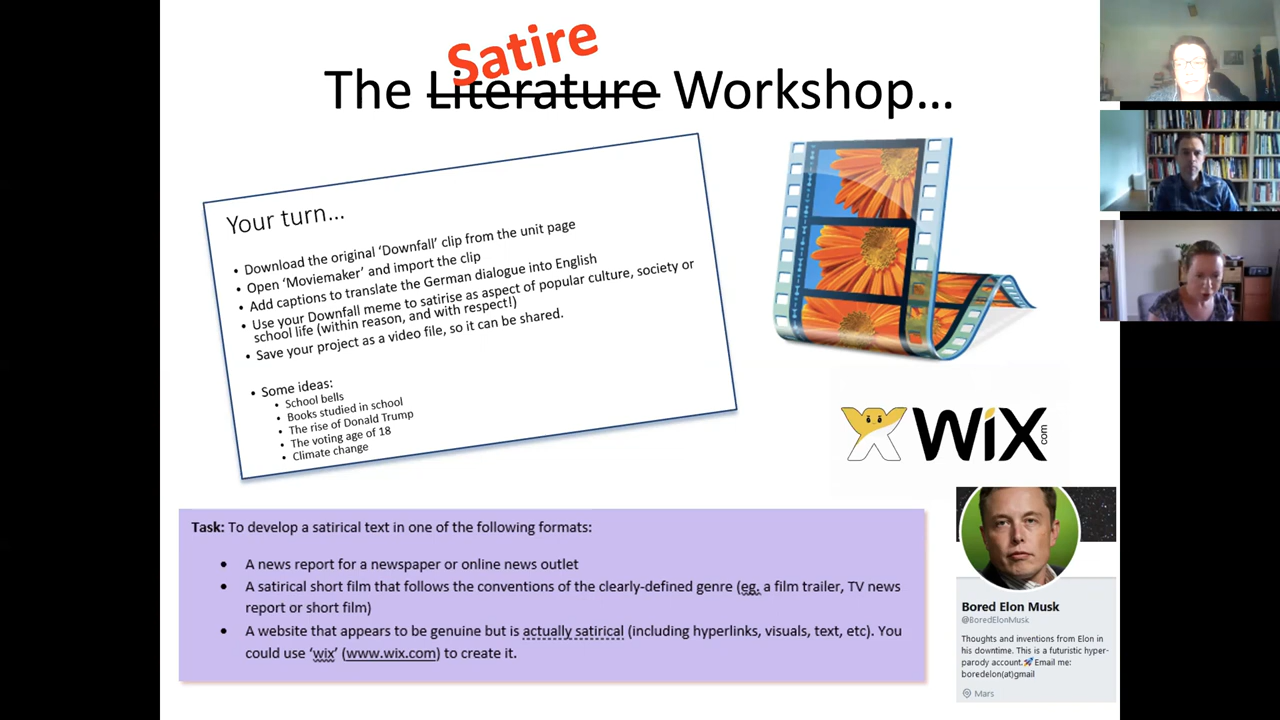 Satire
The Literature Workshop...
Your turn...
• Download the original 'Downfall' clip from the unit page
• Open 'Moviemaker' and import the clip
• Add captions to translate the German dialogue into English
• Use your Downfall meme to satirise as aspect of popular culture, society or
school life (within reason, and with respect!)
• Save your project as a video file, so it can be shared.
• Some ideas:
• School bells
• Books studied in school
• The rise of Donald Trump
• The voting age of 18
• Climate change
WiX.com
Task: To develop a satirical text in one of the following formats:
• A news report for a newspaper or online news outlet
• A satirical short film that follows the conventions of the clearly-defined genre (eg. a film trailer, TV news
report or short film)
• A website that appears to be genuine but is actually satirical (including hyperlinks, visuals, text, etc). You
could use 'wix' (www.wix.com) to create it.
Bored Elon Musk
@BoredElonMusk
Thoughts and inventions from Elon in
his downtime. This is a futuristic hyper-
parody account.🚀 Email me:
boredelon(at)gmail
Mars